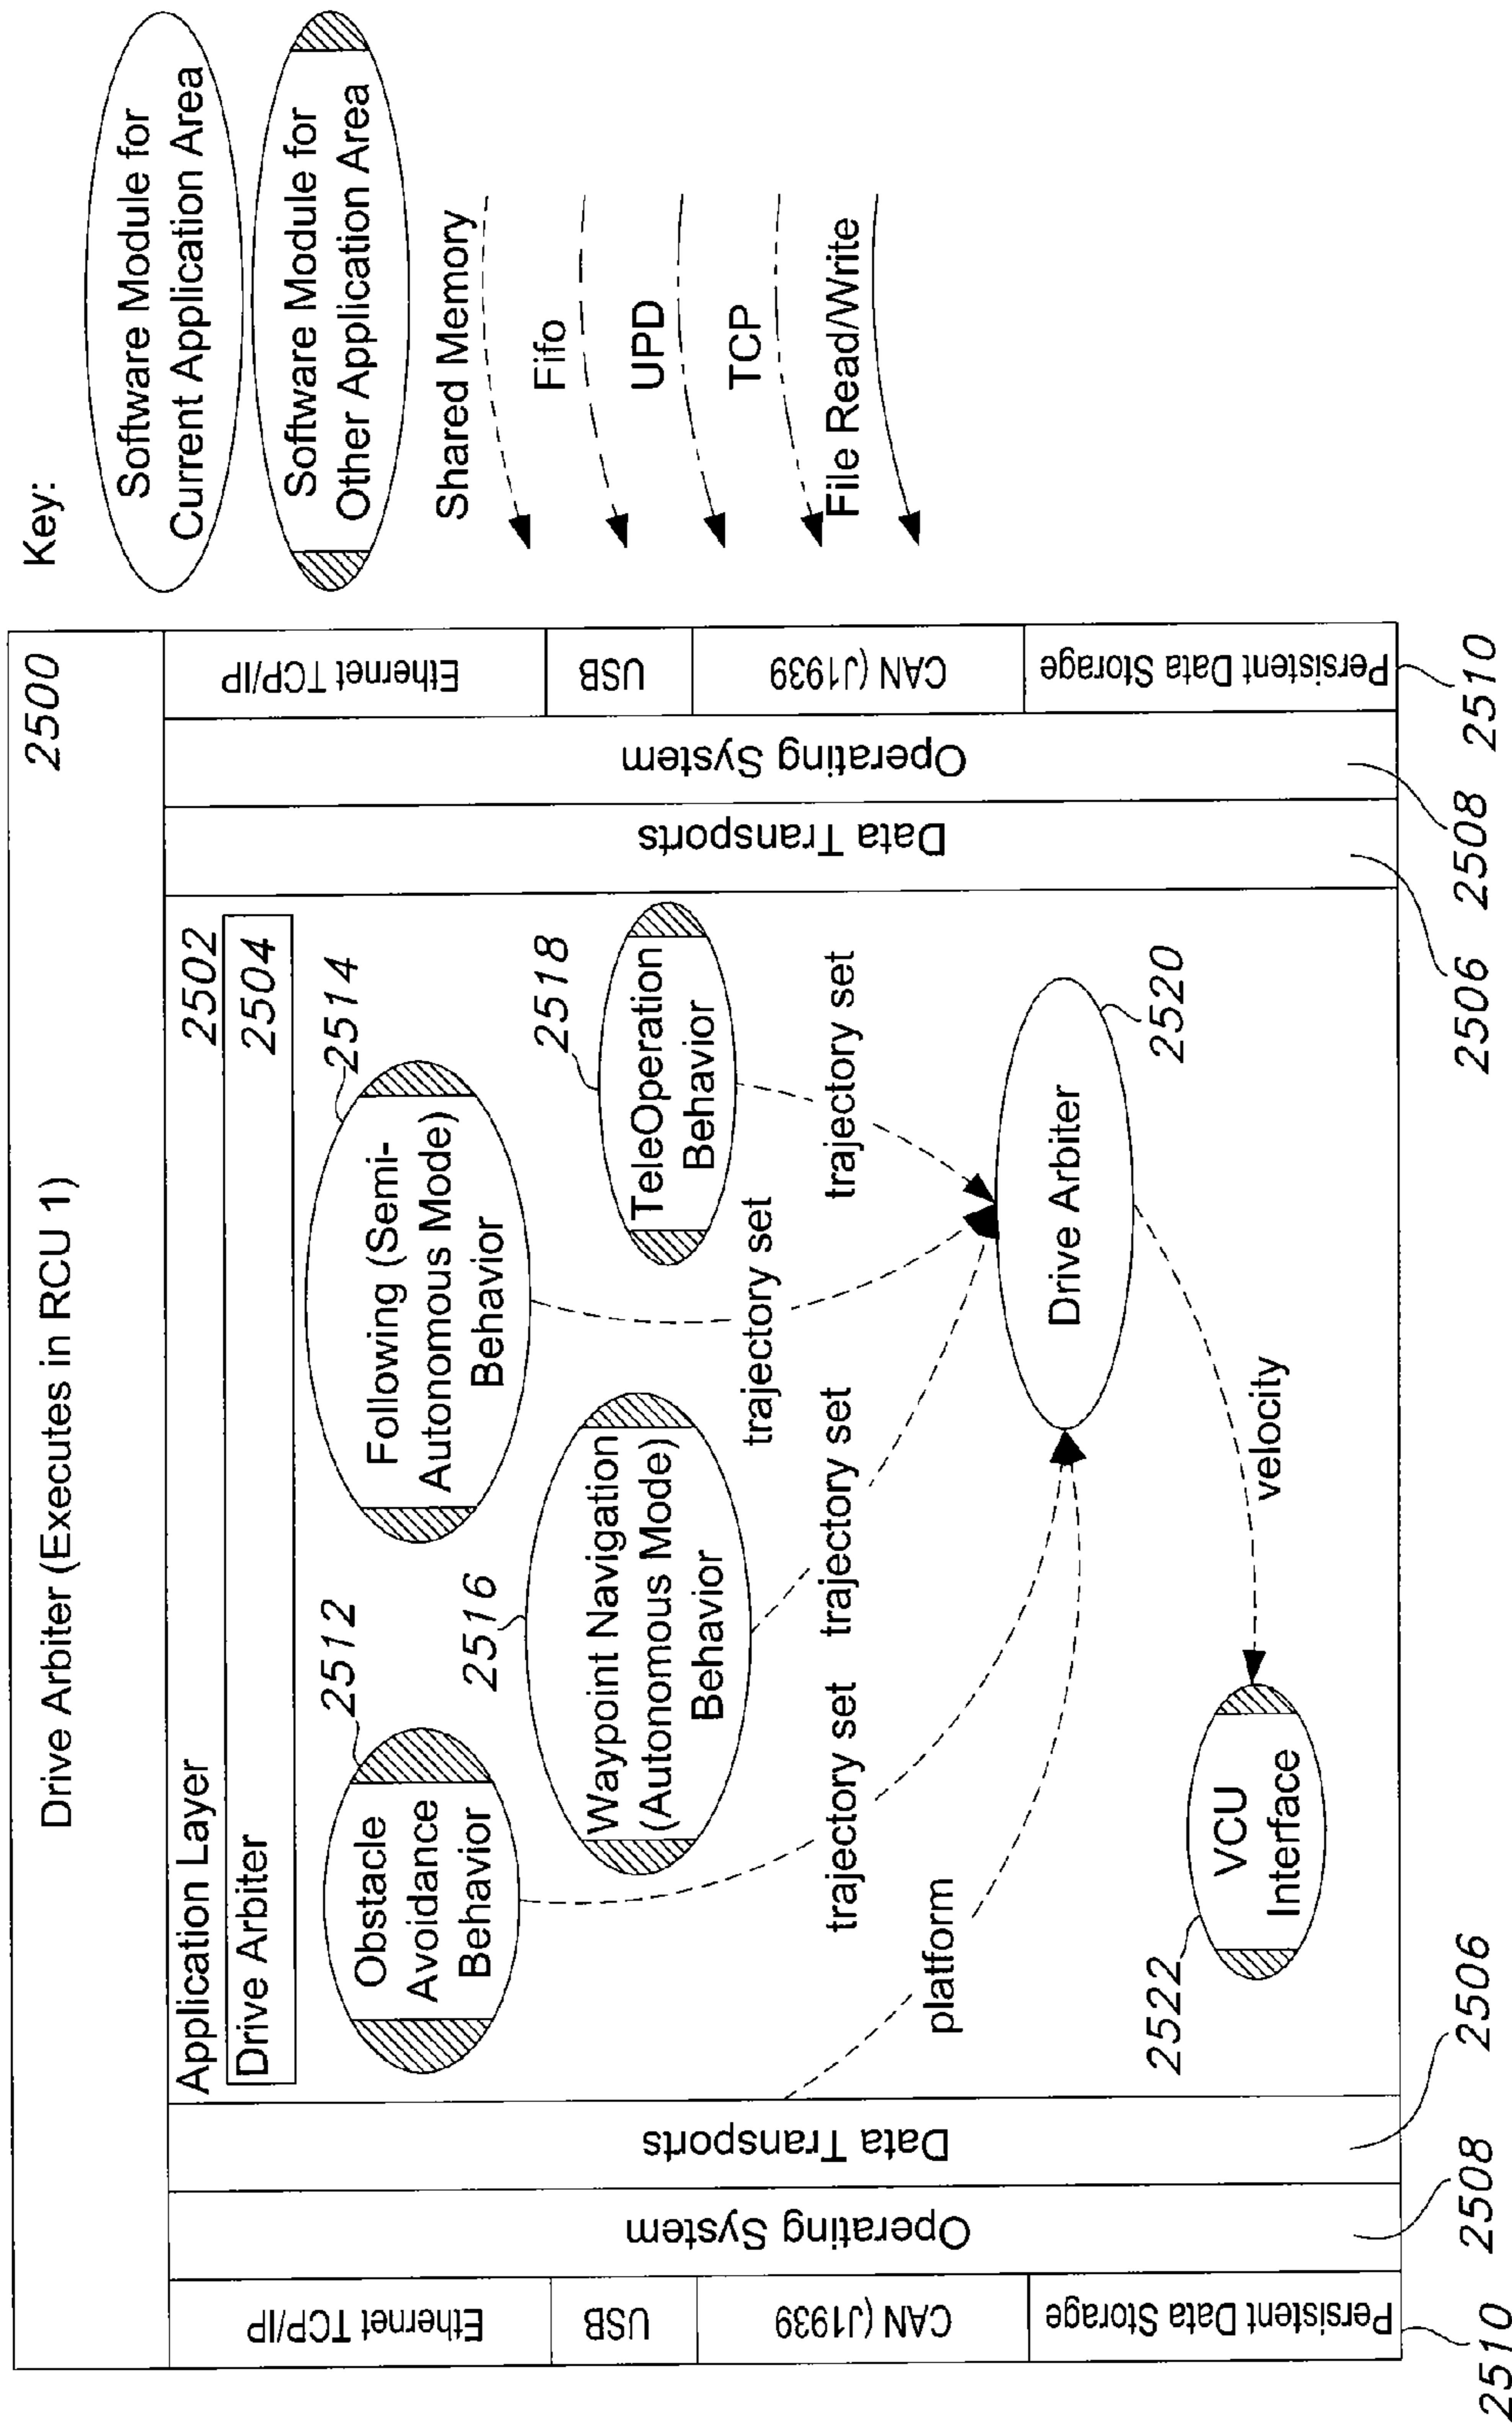 Drive Arbiter (Executes in RCU 1)
2500
Key:
Software Module for
Current Application Area
Software Module for
Other Application Area
Shared Memory
Fifo
UPD
TCP
File Read/Write
Application Layer
2502
Drive Arbiter
2504
Obstacle
Avoidance
Behavior
2512
Following (Semi-
Autonomous Mode)
Behavior
2514
Waypoint Navigation
(Autonomous Mode)
Behavior
2516
TeleOperation
Behavior
2518
trajectory set
trajectory set
trajectory set
trajectory set
platform
Drive Arbiter
2520
velocity
VCU
Interface
2522
Ethernet TCP/IP
USB
CAN (J1939
Persistent Data Storage
Operating System
Data Transports
Data Transports
Operating System
Ethernet TCP/IP
USB
CAN (J1939
Persistent Data Storage
2510
2508
2506
2506
2508
2510